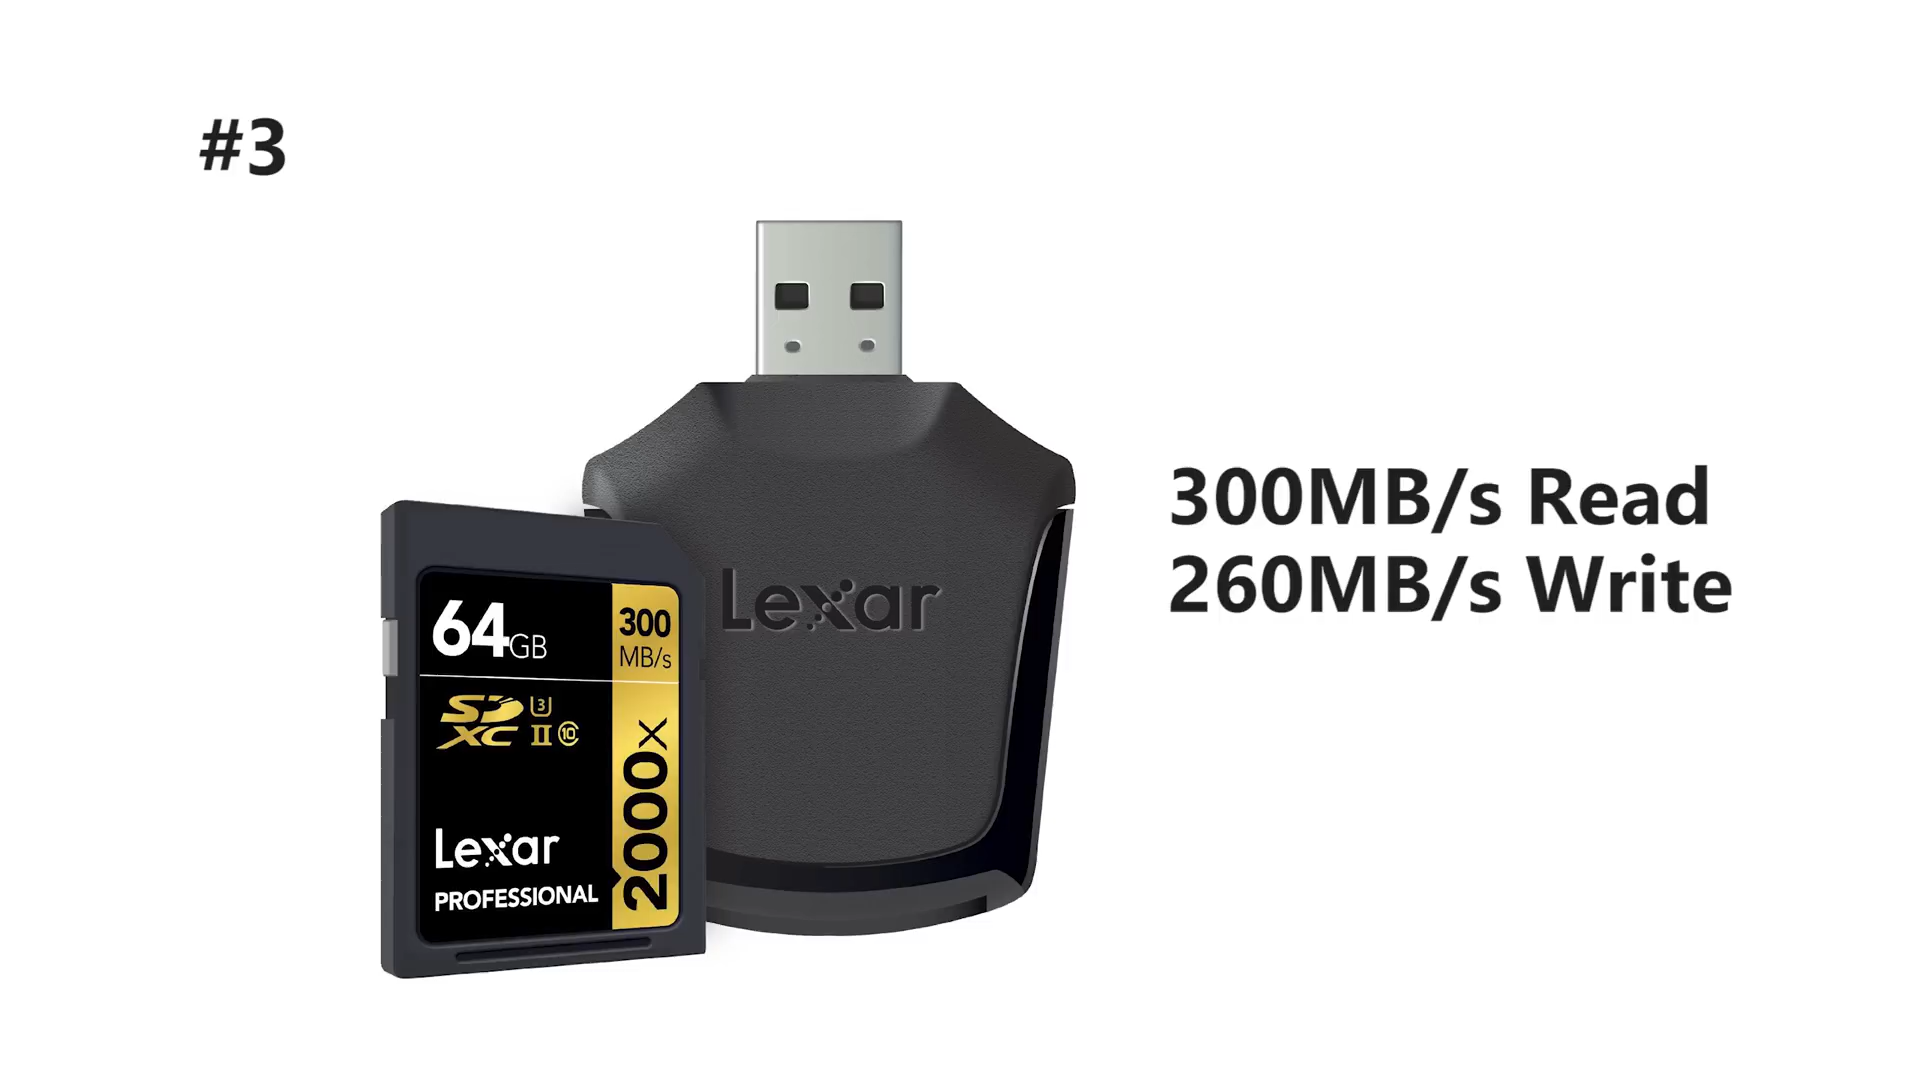 #3
300MB/s Read
260MB/s Write
Lexar
64GB
300
MB/s
SD
XC
3
II
10
2000x
Lexar
PROFESSIONAL